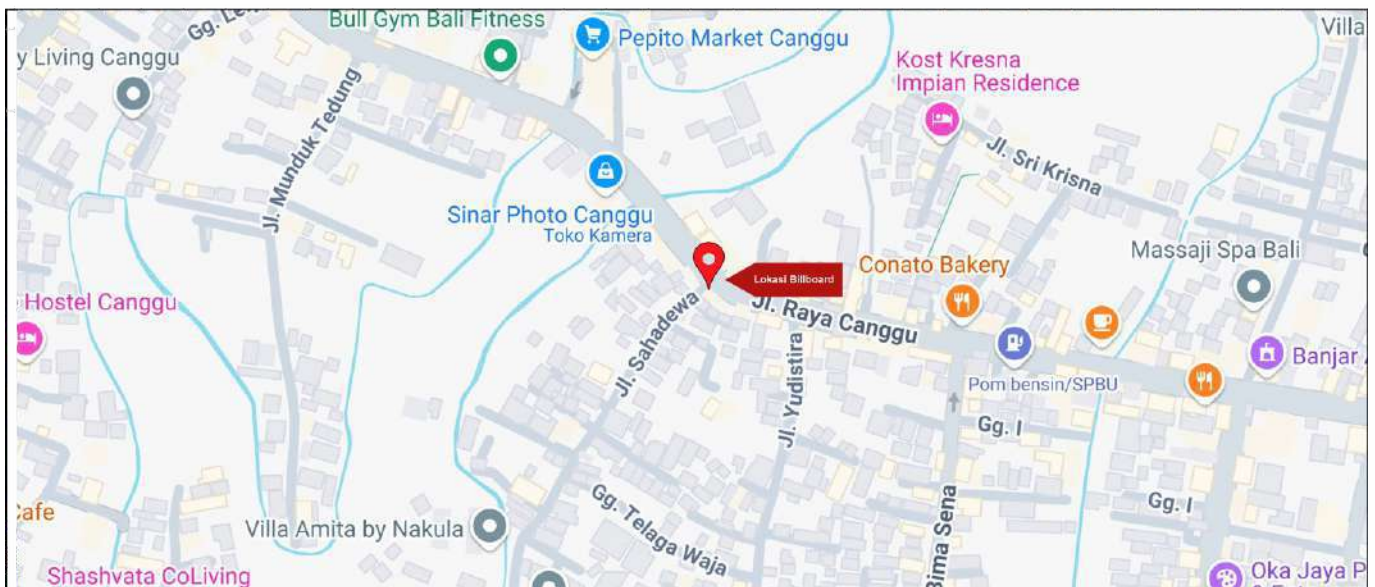 Gg. Le
Bull Gym Bali Fitness
Pepito Market Canggu
Villa
y Living Canggu
Kost Kresna
Impian Residence
Jl. Munduk Tedung
Jl. Sri Krisna
Sinar Photo Canggu
Toko Kamera
Massaji Spa Bali
Lokasi Billboard
Conato Bakery
Hostel Canggu
Jl. Raya Canggu
Jl. Sahadewa
Jl. Yudistira
Banjar
Pom bensin/SPBU
Gg. I
Gg. I
Cafe
Villa Amita by Nakula
Gg. Telaga Waja
Bima Sena
Shashvata CoLiving
Oka Jaya P